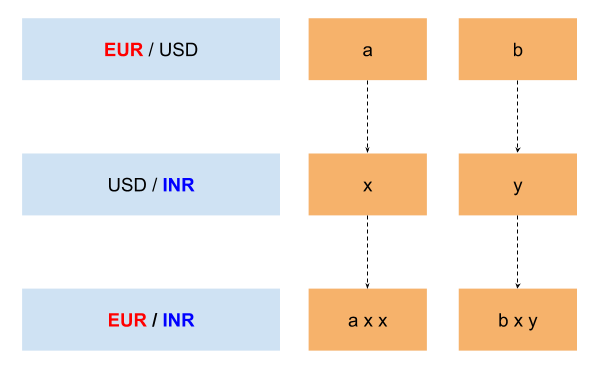 EUR / USD a b
USD / INR x y
EUR / INR a x x b x y